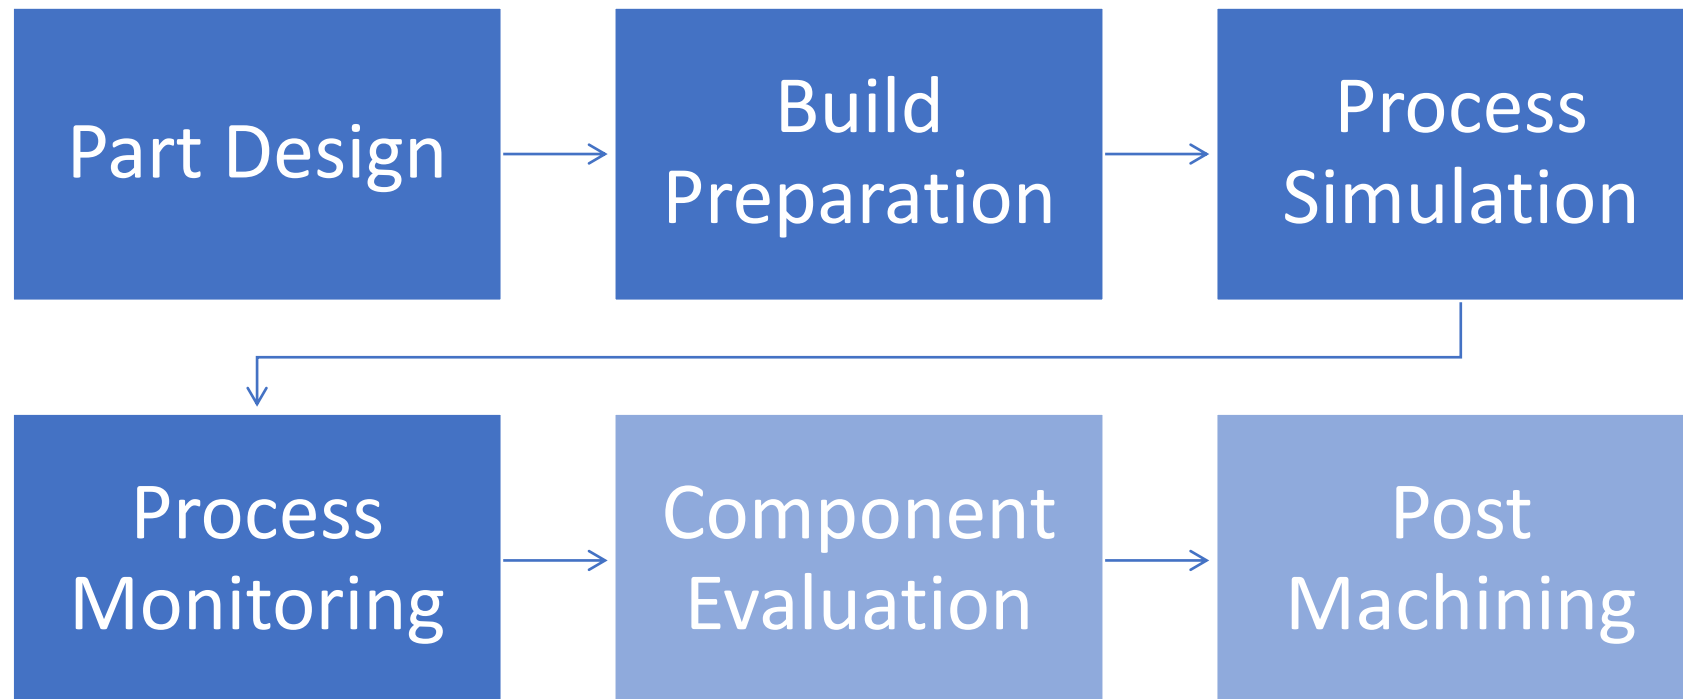 Part Design
Build
Preparation
Process
Simulation
Process
Monitoring
Component
Evaluation
Post
Machining